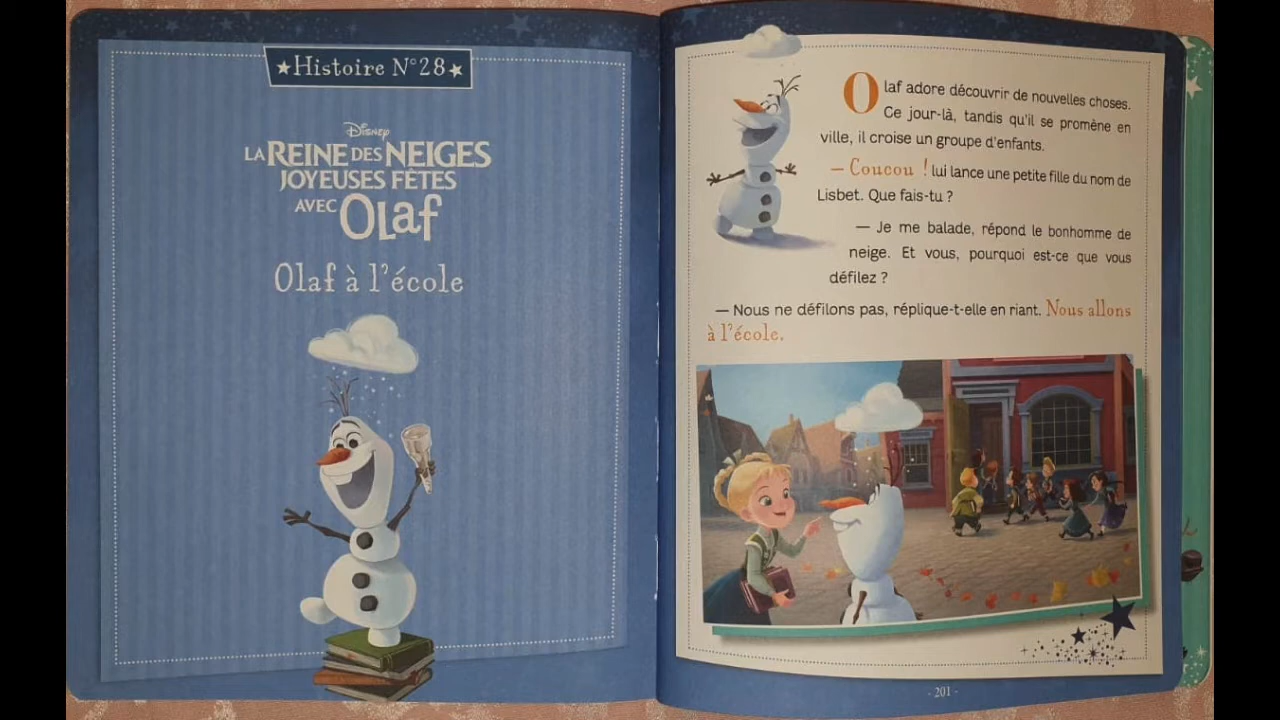 ★Histoire N°28★
Disney
LA REINE DES NEIGES
JOYEUSES FÊTES
AVEC Olaf
Olaf à l'école
Olaf adore découvrir de nouvelles choses.
Ce jour-là, tandis qu'il se promène en
ville, il croise un groupe d'enfants.
— Coucou ! lui lance une petite fille du nom de
Lisbet. Que fais-tu ?
— Je me balade, répond le bonhomme de
neige. Et vous, pourquoi est-ce que vous
défilez ?
— Nous ne défilons pas, réplique-t-elle en riant. Nous allons
à l'école.
- 201 -